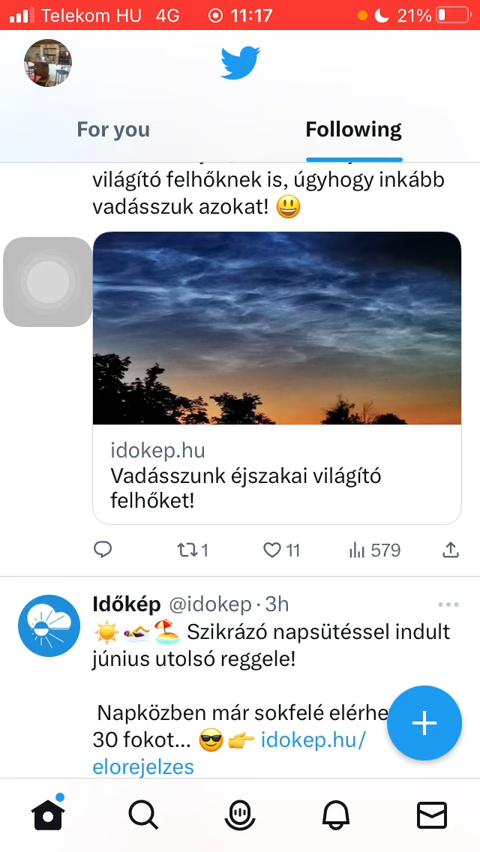 Telekom HU 4G 11:17 21%
For you Following
világító felhőknek is, úgyhogy inkább
vadásszuk azokat! 😃
idokep.hu
Vadásszunk éjszakai világító
felhőket!
1 11 579
Időkép @idokep · 3h
☀️🏊‍♀️🏖️ Szikrázó napsütéssel indult
június utolsó reggele!
Napközben már sokfelé elérhe
30 fokot... 😎👉 idokep.hu/
elorejelzes